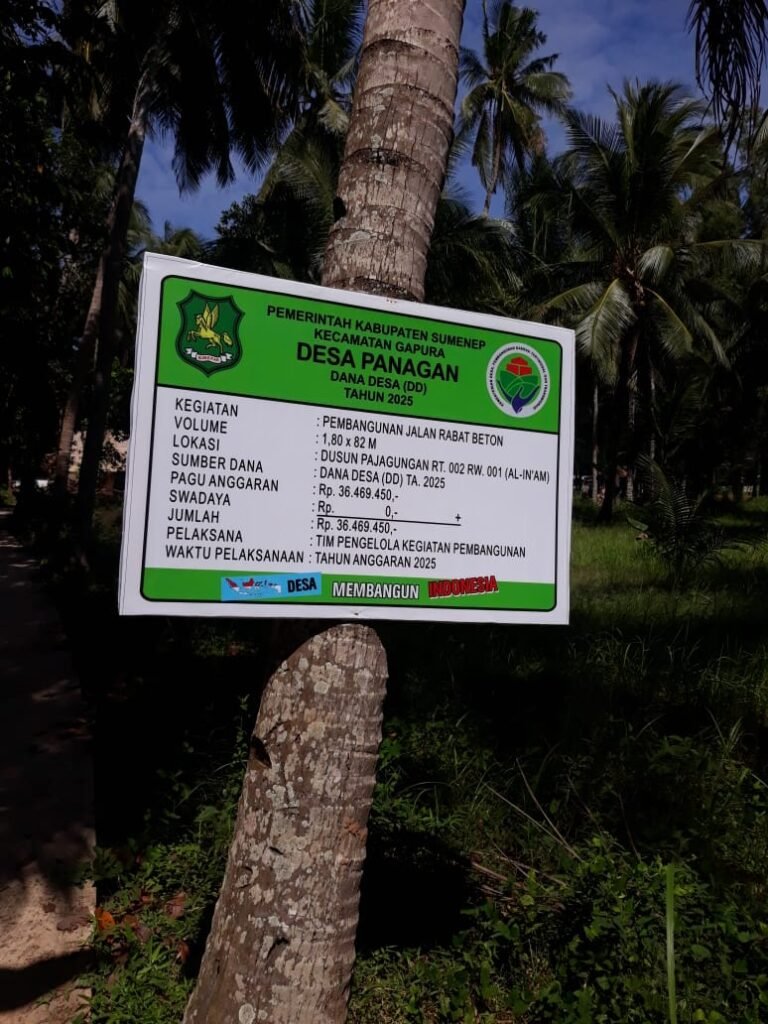 PEMERINTAH KABUPATEN SUMENEP
KECAMATAN GAPURA
DESA PANAGAN
DANA DESA (DD)
TAHUN 2025
KEGIATAN : PEMBANGUNAN JALAN RABAT BETON
VOLUME : 1,80 x 82 M
LOKASI : DUSUN PAJAGUNGAN RT. 002 RW. 001 (AL-IN'AM)
SUMBER DANA : DANA DESA (DD) TA. 2025
PAGU ANGGARAN : Rp. 36.469.450,-
SWADAYA : Rp. 0,- +
JUMLAH : Rp. 36.469.450,-
PELAKSANA : TIM PENGELOLA KEGIATAN PEMBANGUNAN
WAKTU PELAKSANAAN : TAHUN ANGGARAN 2025
DESA MEMBANGUN INDONESIA